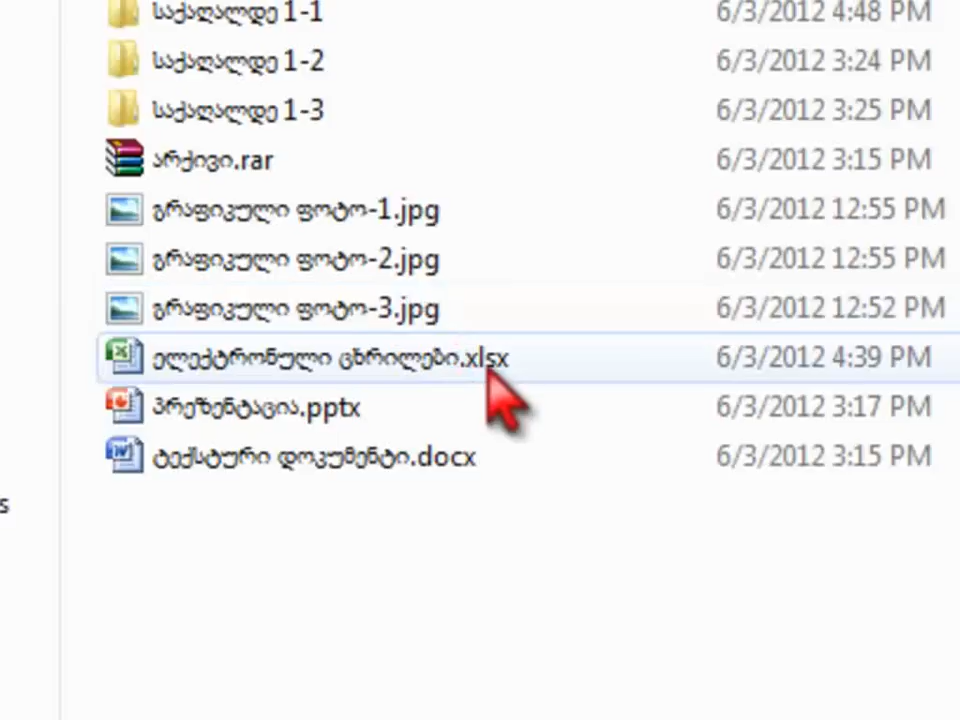 საქაღალდე 1-1 6/3/2012 4:48 PM
საქაღალდე 1-2 6/3/2012 3:24 PM
საქაღალდე 1-3 6/3/2012 3:25 PM
არქივი.rar 6/3/2012 3:15 PM
გრაფიკული ფოტო-1.jpg 6/3/2012 12:55 PM
გრაფიკული ფოტო-2.jpg 6/3/2012 12:55 PM
გრაფიკული ფოტო-3.jpg 6/3/2012 12:52 PM
ელექტრონული ცხრილები.xlsx 6/3/2012 4:39 PM
პრეზენტაცია.pptx 6/3/2012 3:17 PM
ტექსტური დოკუმენტი.docx 6/3/2012 3:15 PM